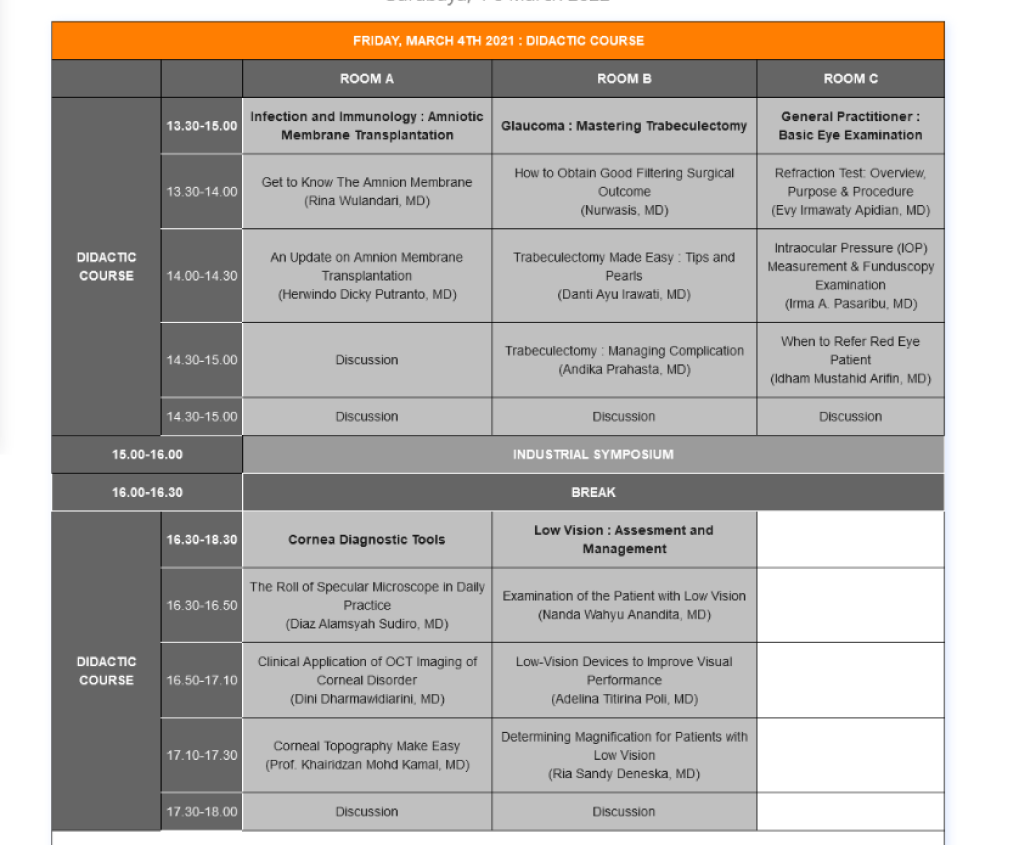 Surabaya, 4-6 March 2022
FRIDAY, MARCH 4TH 2021 : DIDACTIC COURSE
ROOM A
ROOM B
ROOM C
DIDACTIC
COURSE
13.30-15.00
Infection and Immunology : Amniotic
Membrane Transplantation
Glaucoma : Mastering Trabeculectomy
General Practitioner :
Basic Eye Examination
13.30-14.00
Get to Know The Amnion Membrane
(Rina Wulandari, MD)
How to Obtain Good Filtering Surgical
Outcome
(Nurwasis, MD)
Refraction Test: Overview,
Purpose & Procedure
(Evy Irmawaty Apidian, MD)
14.00-14.30
An Update on Amnion Membrane
Transplantation
(Herwindo Dicky Putranto, MD)
Trabeculectomy Made Easy : Tips and
Pearls
(Danti Ayu Irawati, MD)
Intraocular Pressure (IOP)
Measurement & Funduscopy
Examination
(Irma A. Pasaribu, MD)
14.30-15.00
Discussion
Trabeculectomy : Managing Complication
(Andika Prahasta, MD)
When to Refer Red Eye
Patient
(Idham Mustahid Arifin, MD)
14.30-15.00
Discussion
Discussion
Discussion
15.00-16.00
INDUSTRIAL SYMPOSIUM
16.00-16.30
BREAK
DIDACTIC
COURSE
16.30-18.30
Cornea Diagnostic Tools
Low Vision : Assesment and
Management
16.30-16.50
The Roll of Specular Microscope in Daily
Practice
(Diaz Alamsyah Sudiro, MD)
Examination of the Patient with Low Vision
(Nanda Wahyu Anandita, MD)
16.50-17.10
Clinical Application of OCT Imaging of
Corneal Disorder
(Dini Dharmawidiarini, MD)
Low-Vision Devices to Improve Visual
Performance
(Adelina Titirina Poli, MD)
17.10-17.30
Corneal Topography Make Easy
(Prof. Khairidzan Mohd Kamal, MD)
Determining Magnification for Patients with
Low Vision
(Ria Sandy Deneska, MD)
17.30-18.00
Discussion
Discussion